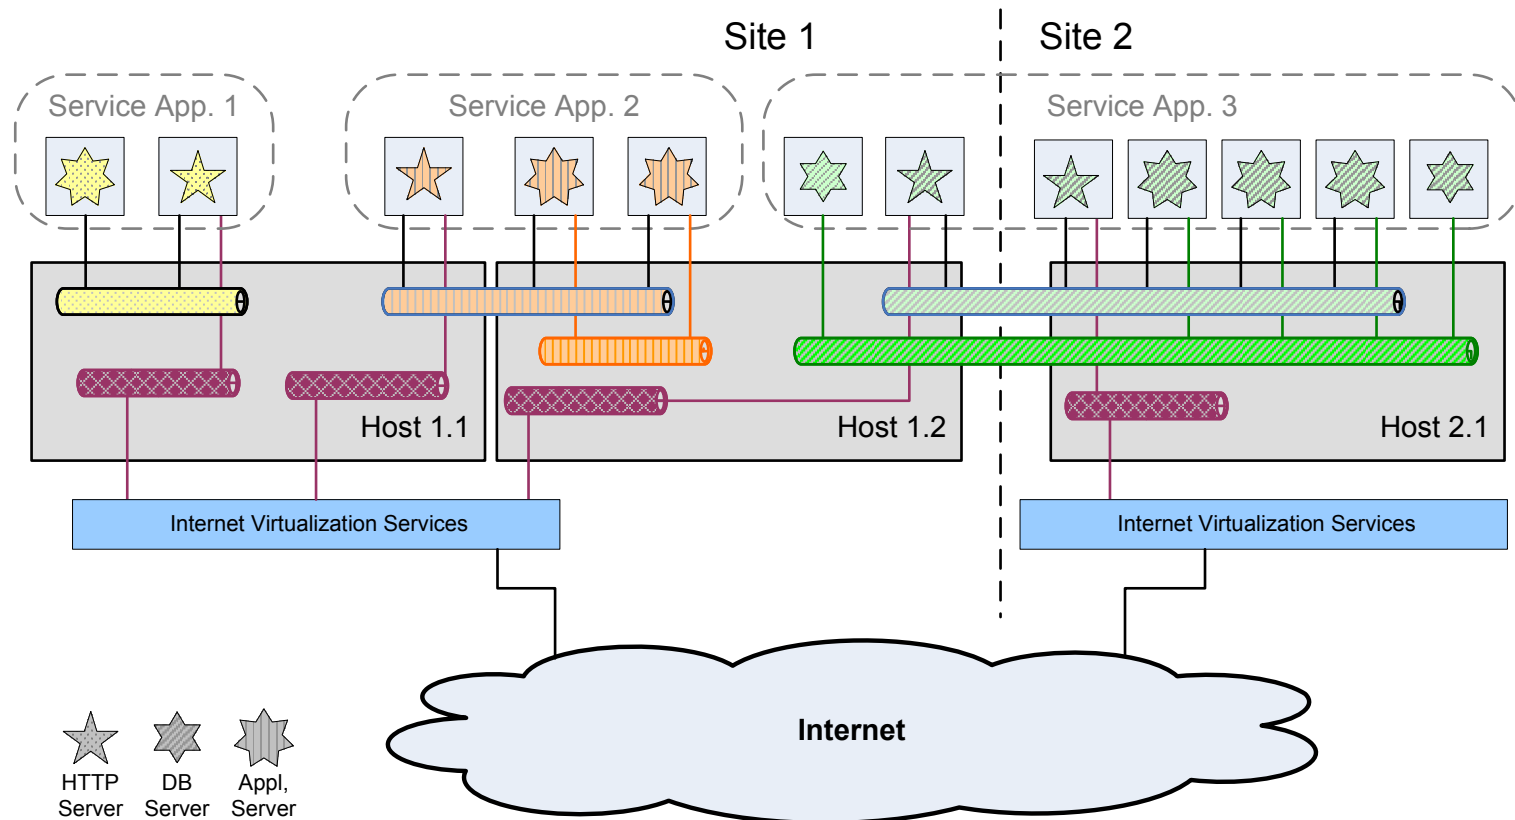 Site 1
Site 2
Service App. 1
Service App. 2
Service App. 3
Host 1.1
Host 1.2
Host 2.1
Internet Virtualization Services
Internet Virtualization Services
Internet
HTTP
Server
DB
Server
Appl,
Server